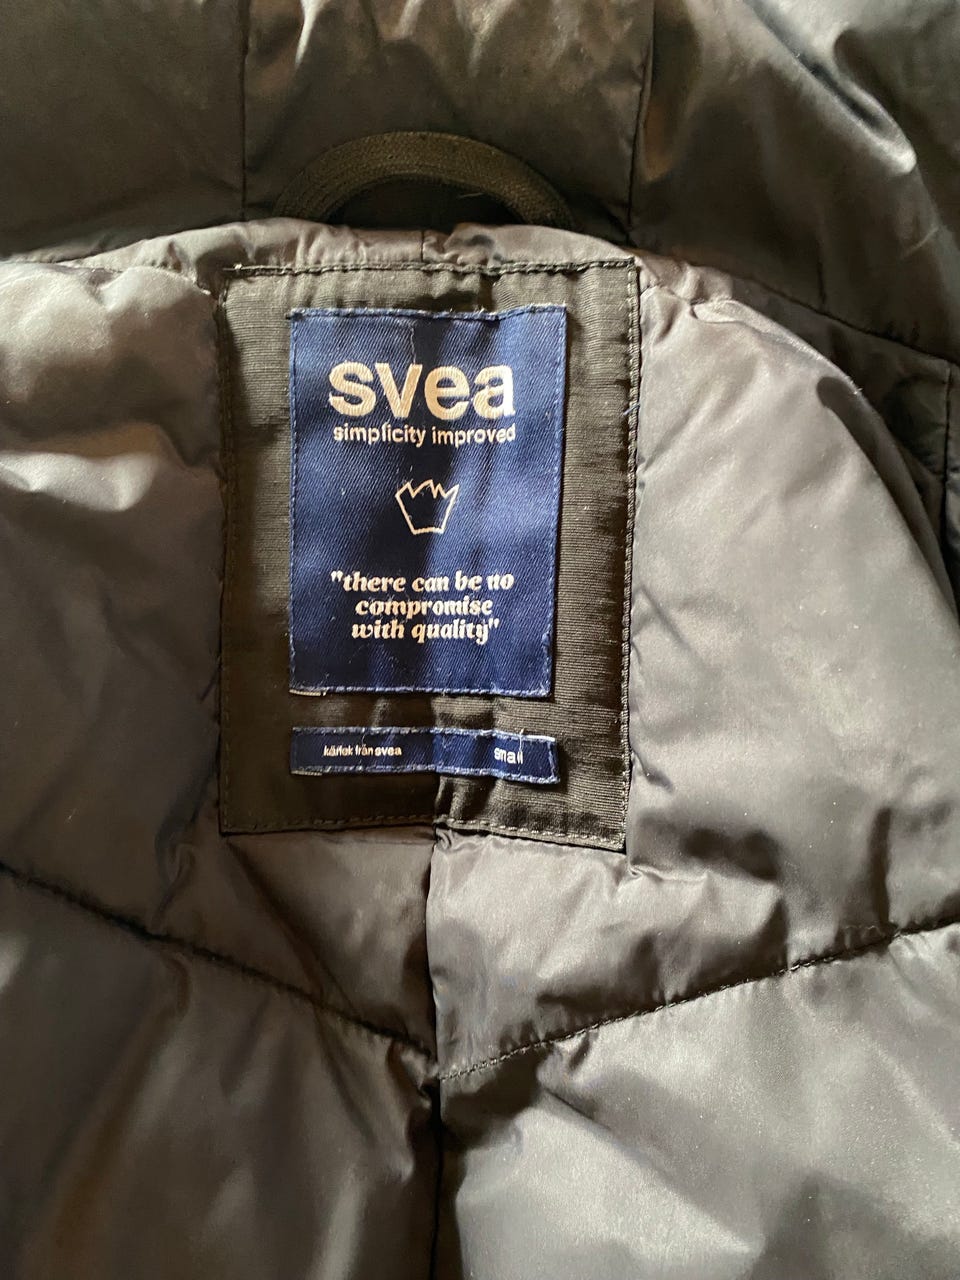 svea
simplicity improved
"there can be no
compromise
with quality"
kärlek från svea
small